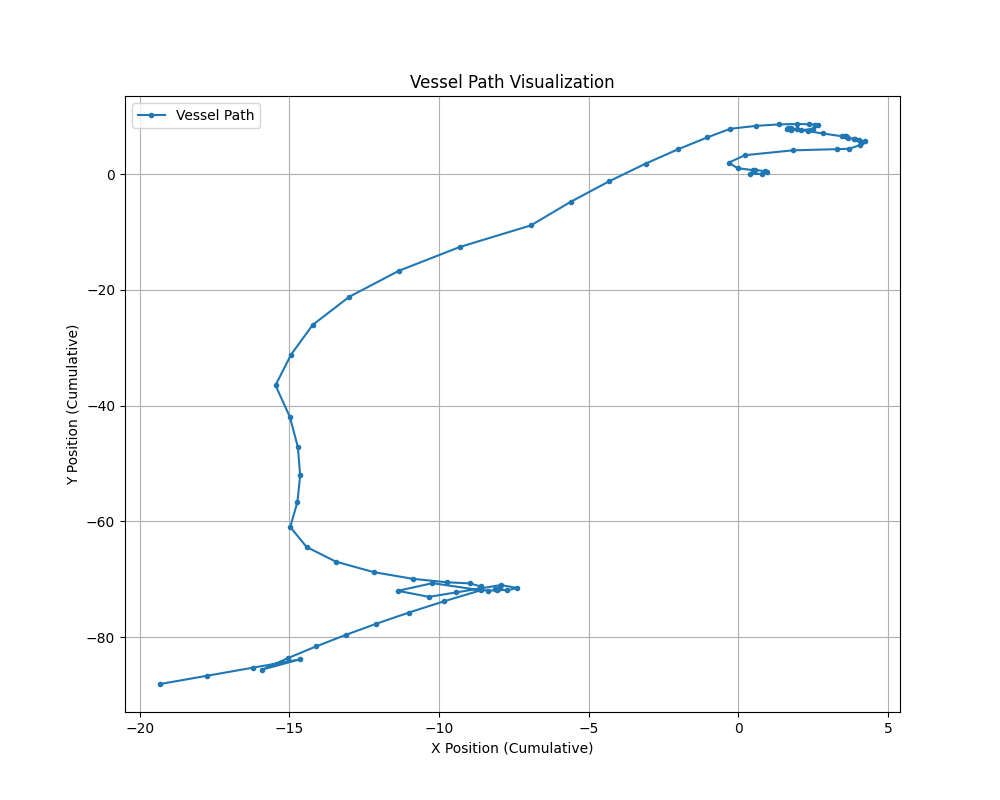 Vessel Path Visualization
Vessel Path
Y Position (Cumulative)
0
−20
−40
−60
−80
−20 −15 −10 −5 0 5
X Position (Cumulative)